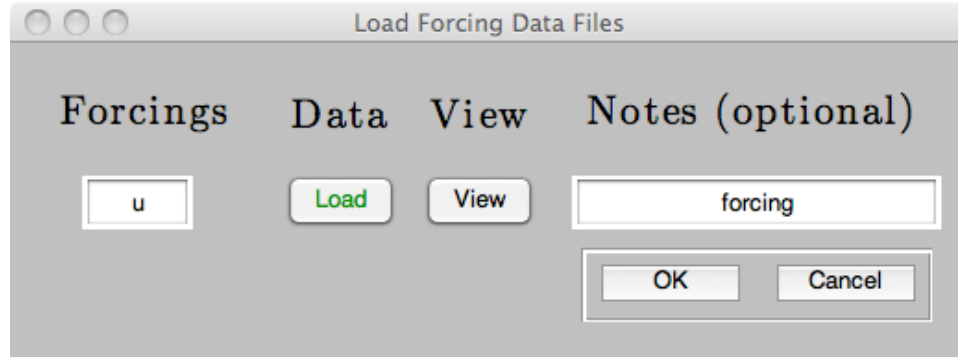 Load Forcing Data Files
Forcings Data View Notes (optional)
u Load View forcing
OK Cancel